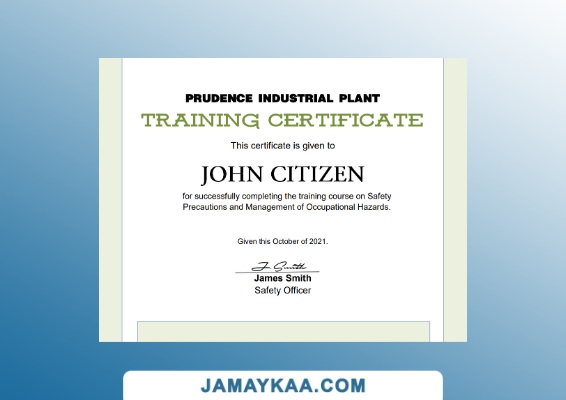 PRUDENCE INDUSTRIAL PLANT
TRAINING CERTIFICATE
This certificate is given to
JOHN CITIZEN
for successfully completing the training course on Safety
Precautions and Management of Occupational Hazards.
Given this October of 2021.
J. Smith
James Smith
Safety Officer
JAMAYKAA.COM